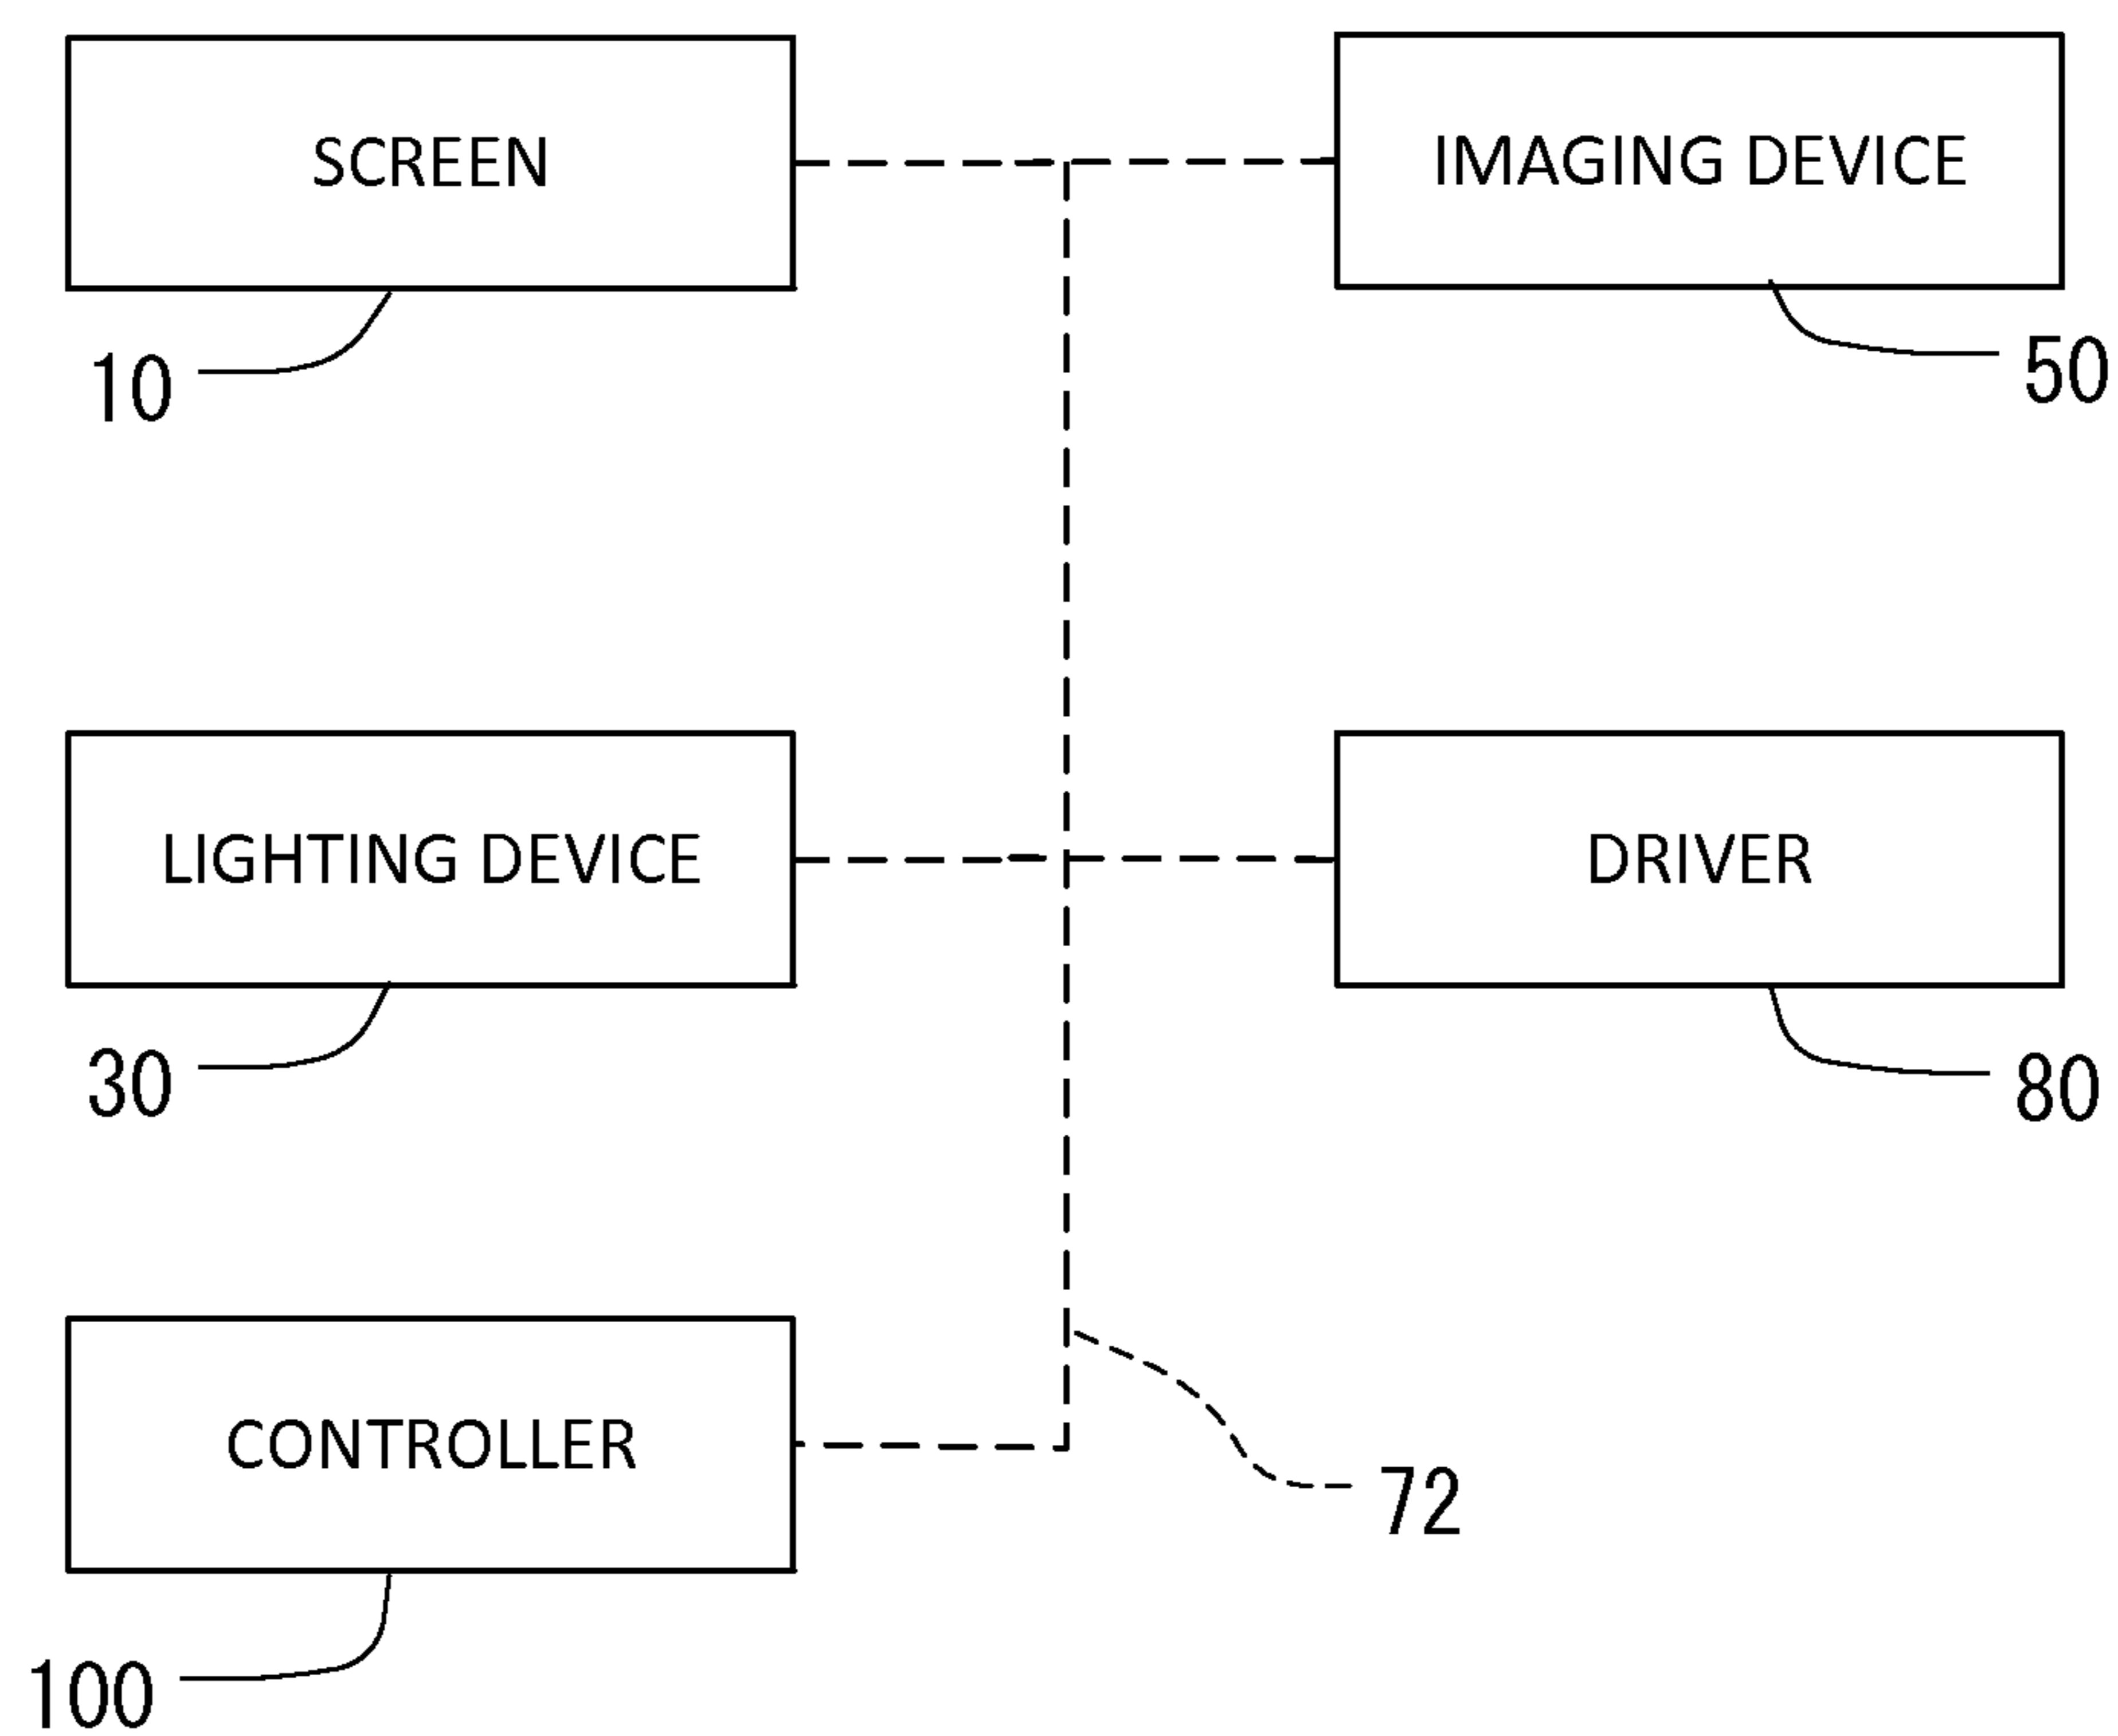 SCREEN
IMAGING DEVICE
10
50
LIGHTING DEVICE
DRIVER
30
80
CONTROLLER
72
100